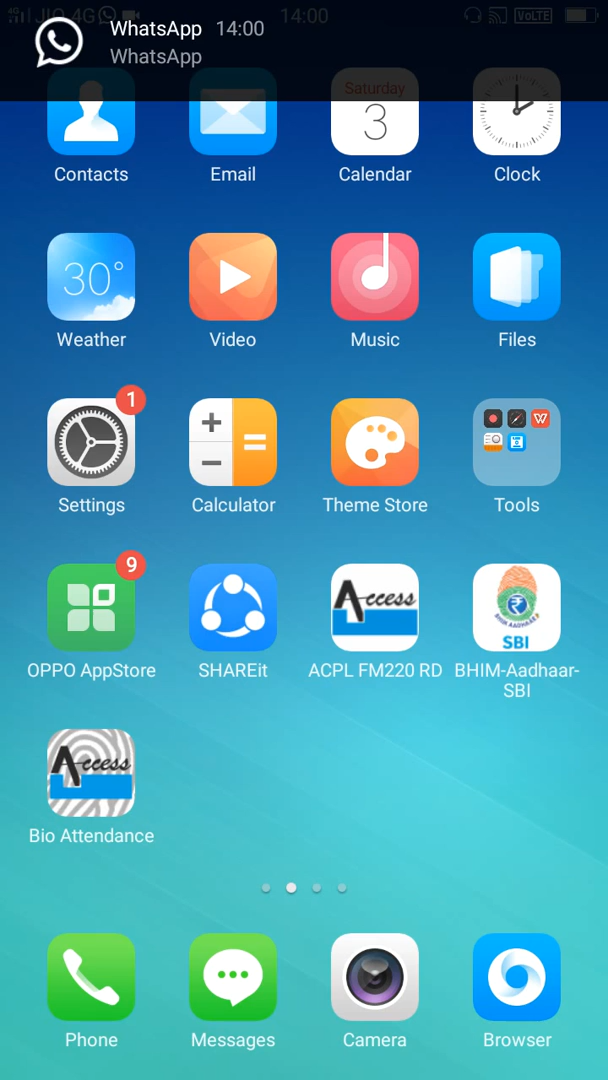 JIO 4G 14:00 VoLTE
WhatsApp 14:00
WhatsApp
Saturday
3
Contacts Email Calendar Clock
30°
Weather Video Music Files
1
Settings Calculator Theme Store Tools
9
Access
BHIM AADHAAR
SBI
OPPO AppStore SHAREit ACPL FM220 RD BHIM-Aadhaar-
SBI
Access
Bio Attendance
Phone Messages Camera Browser